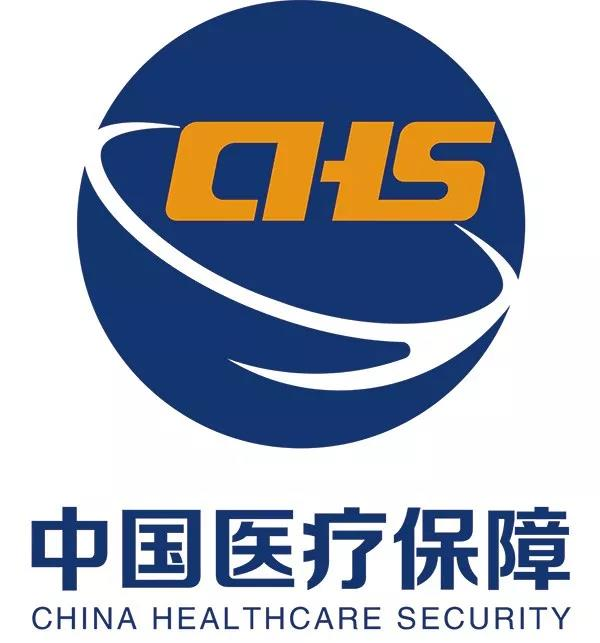 CHS
中国医疗保障
CHINA HEALTHCARE SECURITY